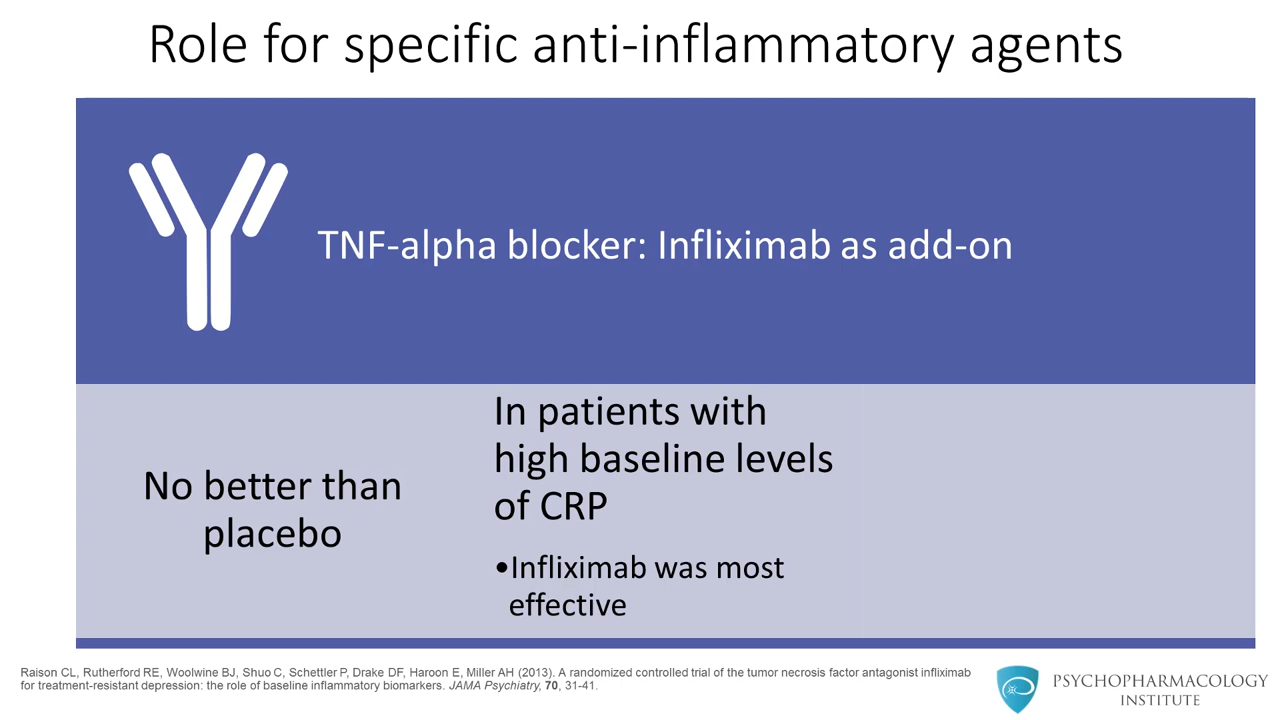 Role for specific anti-inflammatory agents
TNF-alpha blocker: Infliximab as add-on
No better than
placebo
In patients with
high baseline levels
of CRP
•Infliximab was most
effective
Raison CL, Rutherford RE, Woolwine BJ, Shuo C, Schettler P, Drake DF, Haroon E, Miller AH (2013). A randomized controlled trial of the tumor necrosis factor antagonist infliximab
for treatment-resistant depression: the role of baseline inflammatory biomarkers. JAMA Psychiatry, 70, 31-41.
PSYCHOPHARMACOLOGY
INSTITUTE